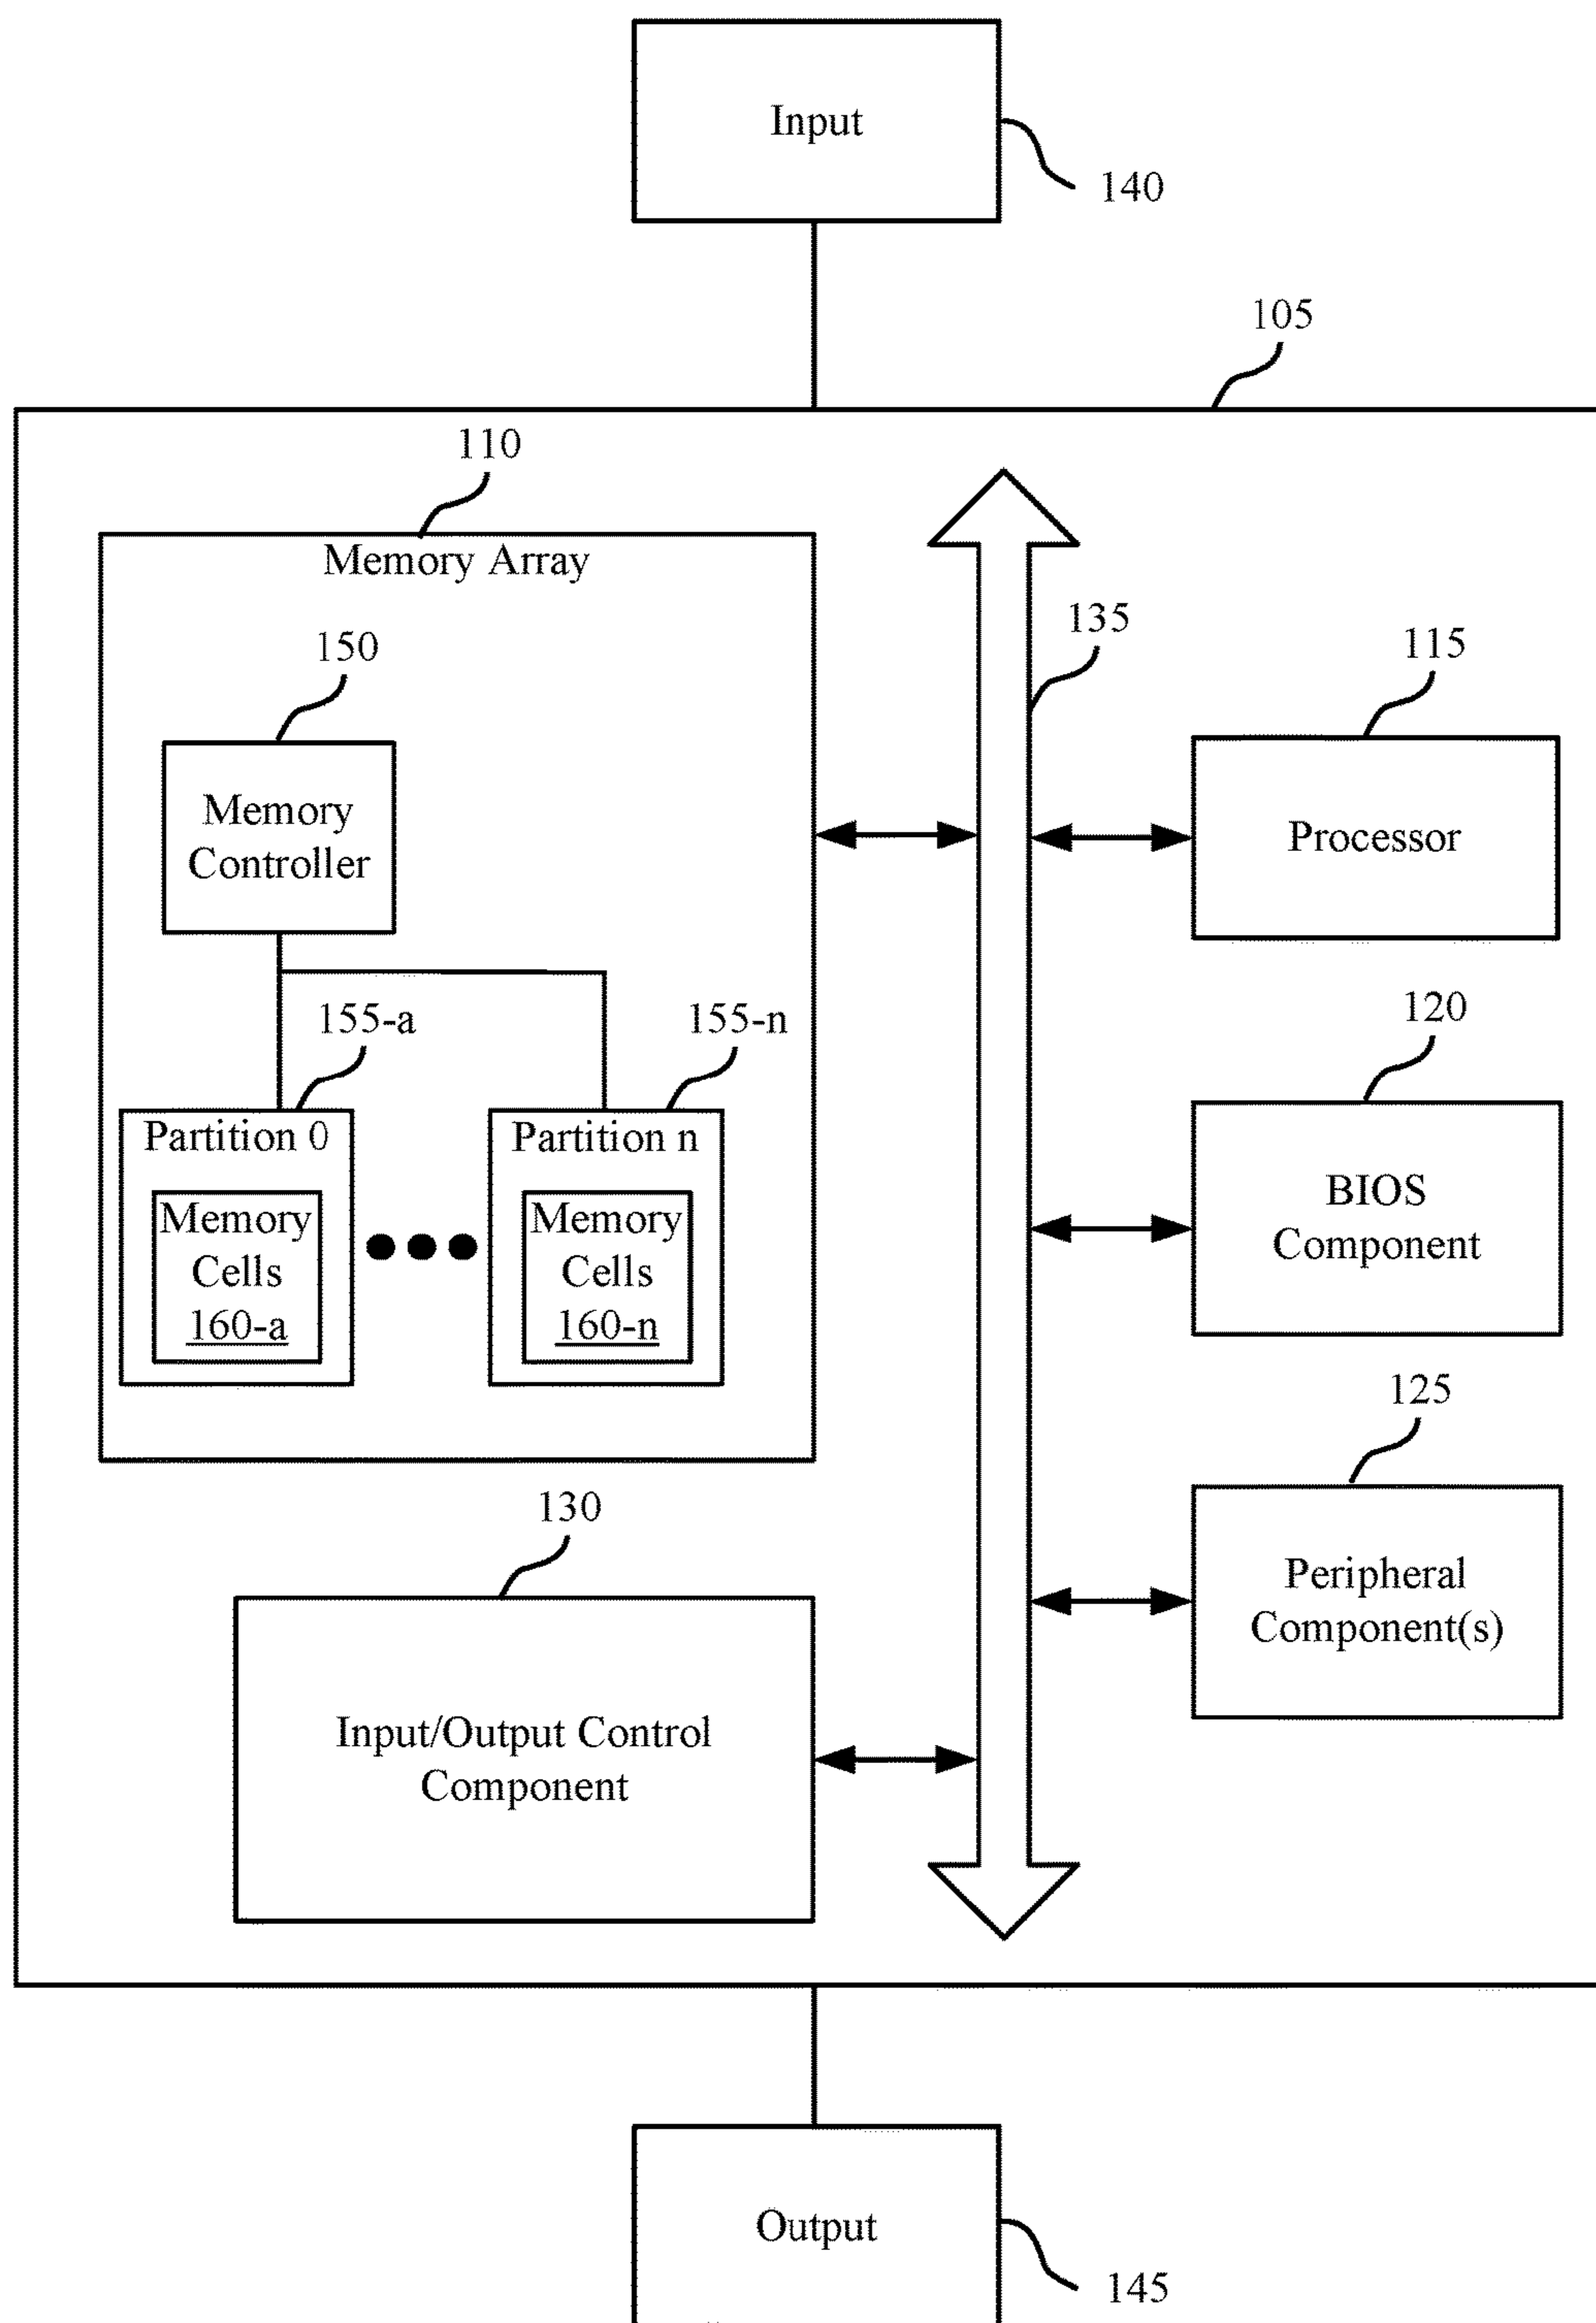 Input
140
105
110
Memory Array
135
150
115
Memory
Controller
Processor
155-a
155-n
120
Partition 0
Partition n
Memory
Cells
160-a
Memory
Cells
160-n
BIOS
Component
125
130
Peripheral
Component(s)
Input/Output Control
Component
Output
145